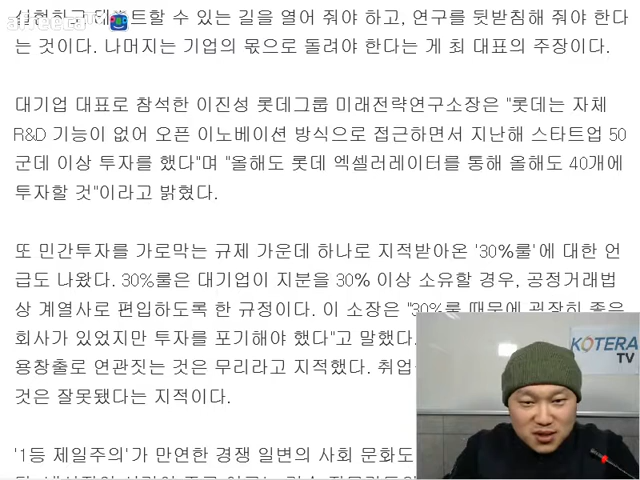 할 수 있는 길을 열어 줘야 하고, 연구를 뒷받침해 줘야 한다
afreecaTV
는 것이다. 나머지는 기업의 몫으로 돌려야 한다는 게 최 대표의 주장이다.
대기업 대표로 참석한 이진성 롯데그룹 미래전략연구소장은 "롯데는 자체
R&D 기능이 없어 오픈 이노베이션 방식으로 접근하면서 지난해 스타트업 50
군데 이상 투자를 했다"며 "올해도 롯데 엑셀러레이터를 통해 올해도 40개에
투자할 것"이라고 밝혔다.
또 민간투자를 가로막는 규제 가운데 하나로 지적받아온 '30%룰'에 대한 언
급도 나왔다. 30%룰은 대기업이 지분을 30% 이상 소유할 경우, 공정거래법
상 계열사로 편입하도록 한 규정이다. 이 소장은 "30%룰 때문에 굉장히 좋은
회사가 있었지만 투자를 포기해야 했다"고 말했다.
용창출로 연관짓는 것은 무리라고 지적했다. 취업
것은 잘못됐다는 지적이다.
'1등 제일주의'가 만연한 경쟁 일변의 사회 문화도
KOTERA
TV